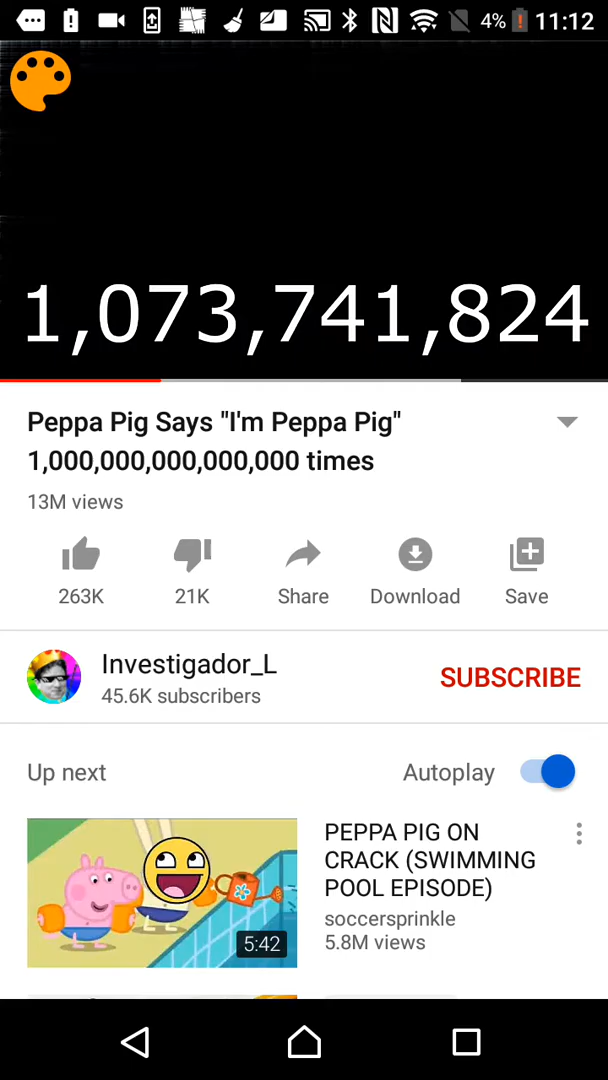 4% 11:12
1,073,741,824
Peppa Pig Says "I'm Peppa Pig"
1,000,000,000,000,000 times
13M views
263K 21K Share Download Save
Investigador_L
45.6K subscribers
SUBSCRIBE
Up next Autoplay
PEPPA PIG ON
CRACK (SWIMMING
POOL EPISODE)
soccersprinkle
5.8M views
5:42